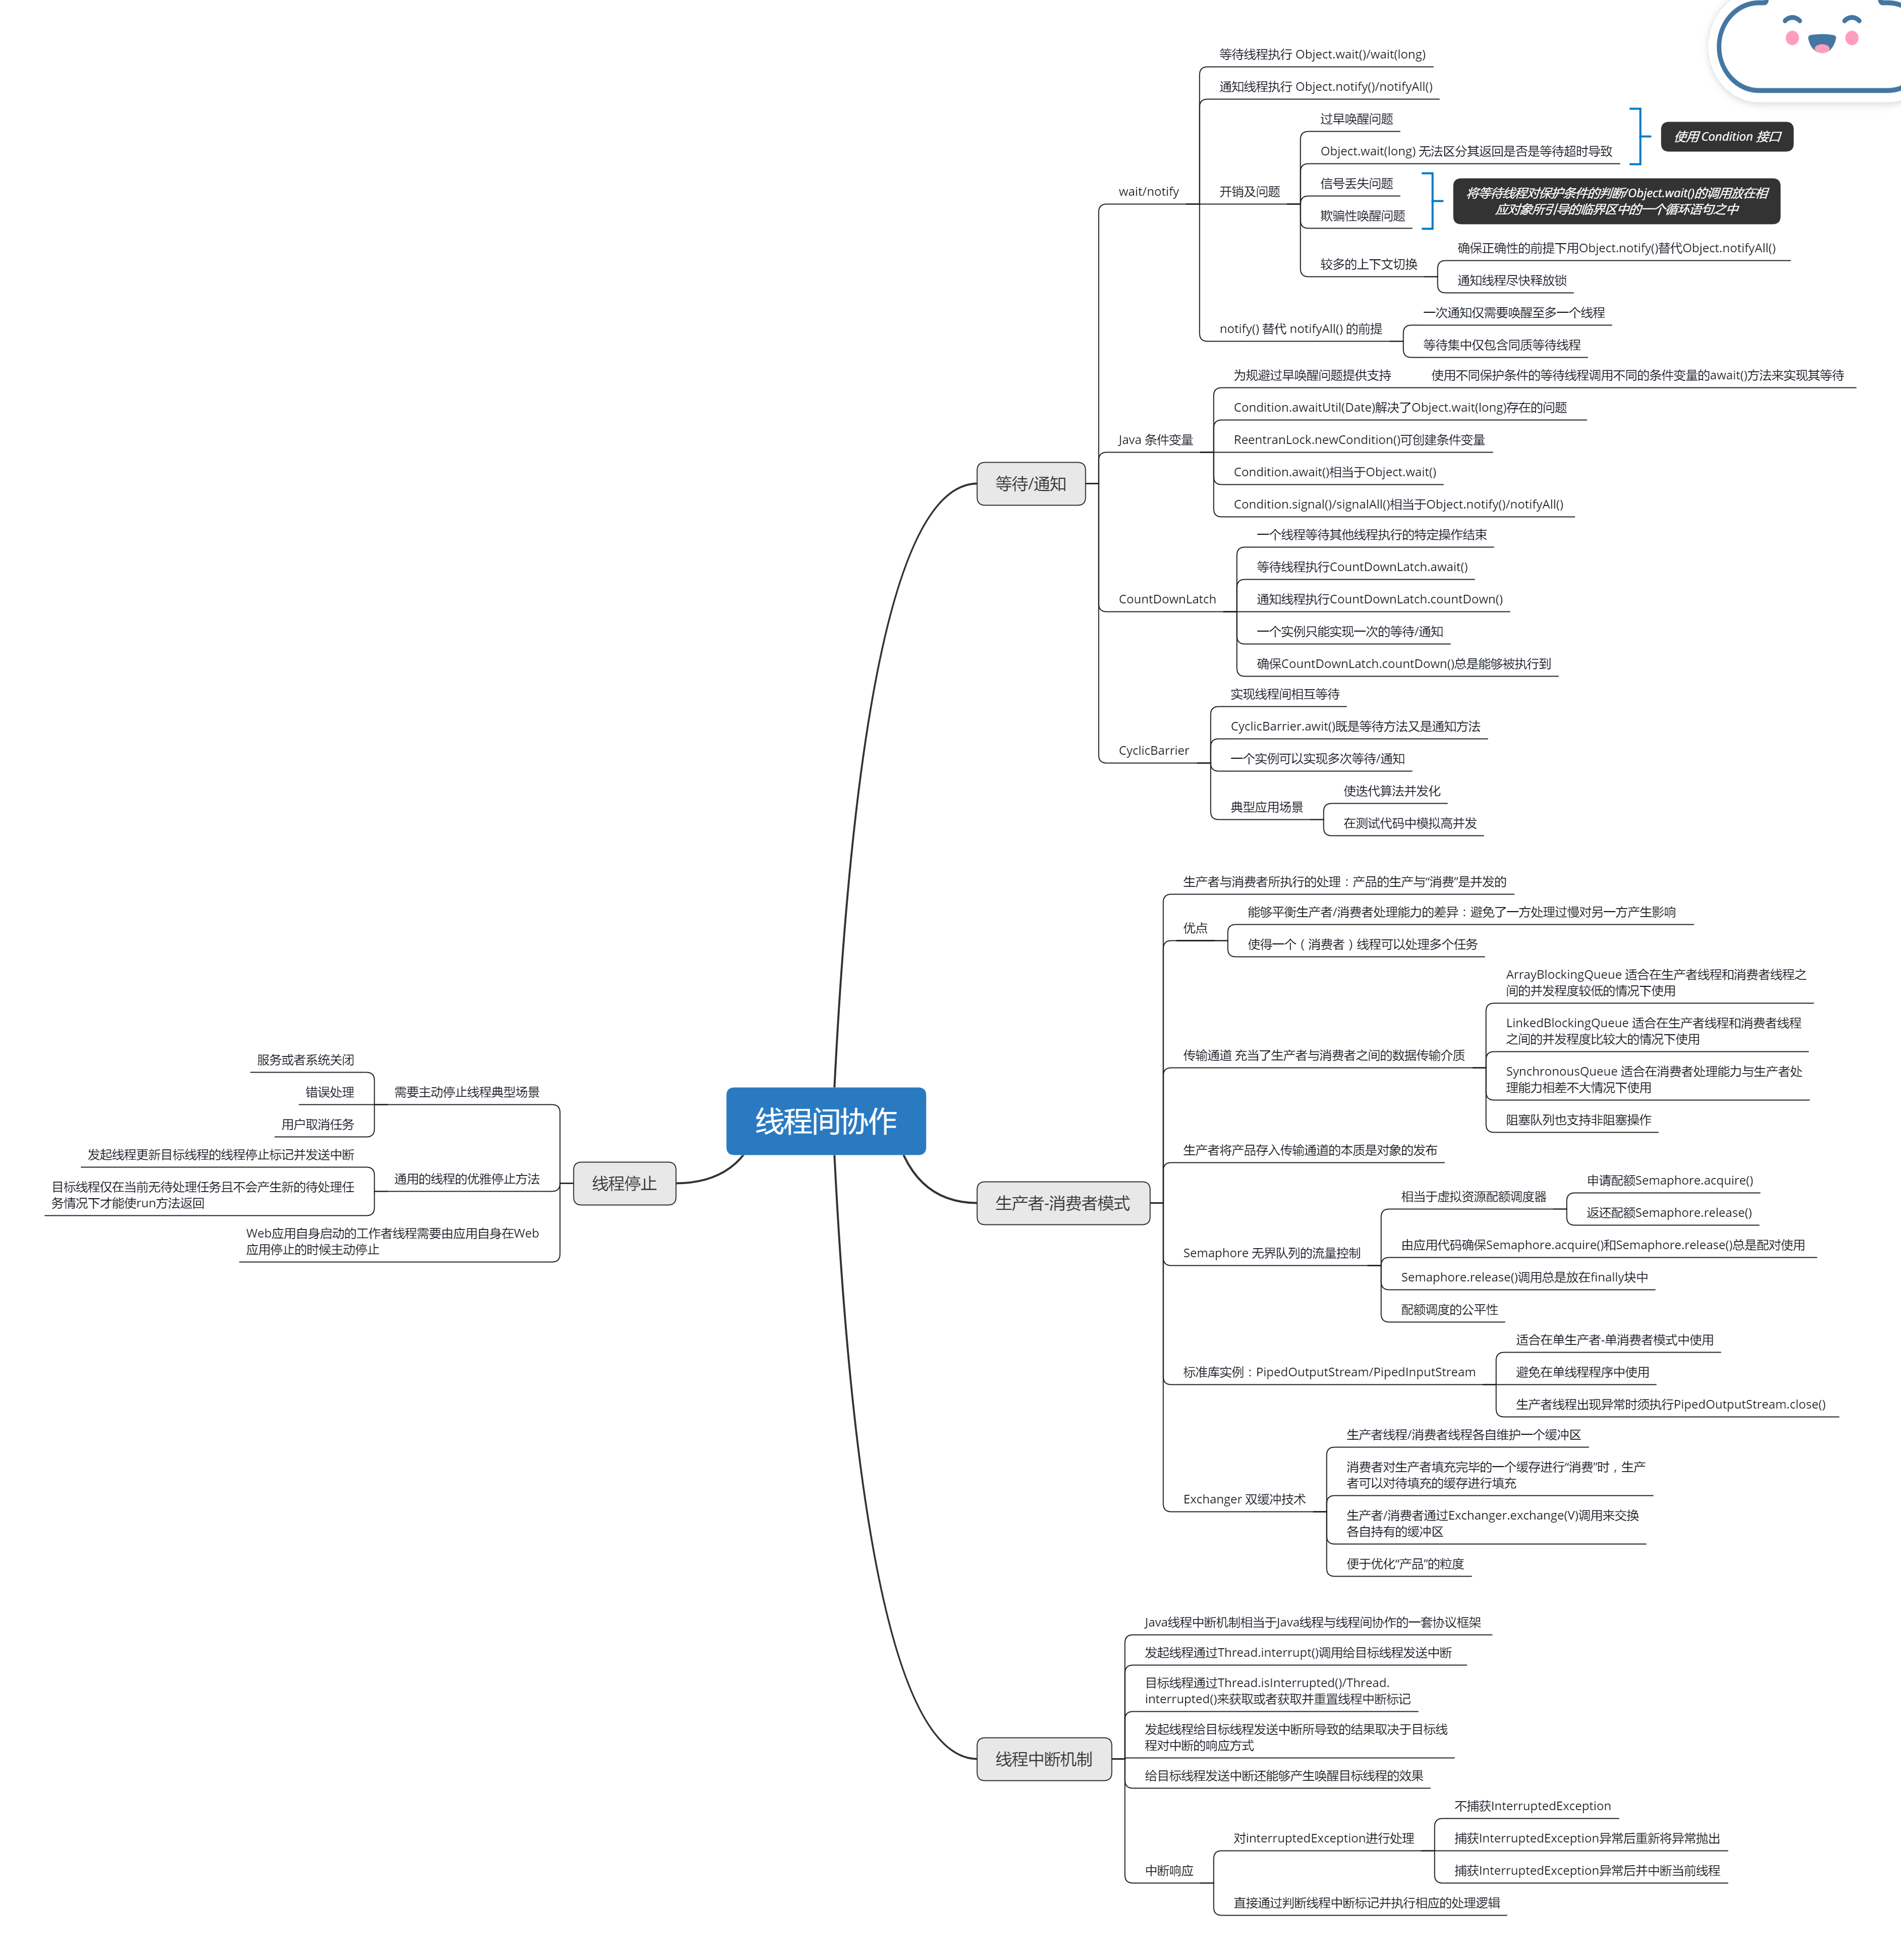 线程间协作
等待/通知
wait/notify
等待线程执行 Object.wait()/wait(long)
通知线程执行 Object.notify()/notifyAll()
开销及问题
过早唤醒问题
Object.wait(long) 无法区分其返回是否是等待超时导致
使用 Condition 接口
信号丢失问题
欺骗性唤醒问题
将等待线程对保护条件的判断/Object.wait()的调用放在相
应对象所引导的临界区中的一个循环语句之中
较多的上下文切换
确保正确性的前提下用Object.notify()替代Object.notifyAll()
通知线程尽快释放锁
notify() 替代 notifyAll() 的前提
一次通知仅需要唤醒至多一个线程
等待集中仅包含同质等待线程
Java 条件变量
为规避过早唤醒问题提供支持
使用不同保护条件的等待线程调用不同的条件变量的await()方法来实现其等待
Condition.awaitUtil(Date)解决了Object.wait(long)存在的问题
ReentranLock.newCondition()可创建条件变量
Condition.await()相当于Object.wait()
Condition.signal()/signalAll()相当于Object.notify()/notifyAll()
CountDownLatch
一个线程等待其他线程执行的特定操作结束
等待线程执行CountDownLatch.await()
通知线程执行CountDownLatch.countDown()
一个实例只能实现一次的等待/通知
确保CountDownLatch.countDown()总是能够被执行到
CyclicBarrier
实现线程间相互等待
CyclicBarrier.awit()既是等待方法又是通知方法
一个实例可以实现多次等待/通知
典型应用场景
使迭代算法并发化
在测试代码中模拟高并发
生产者-消费者模式
生产者与消费者所执行的处理：产品的生产与“消费”是并发的
优点
能够平衡生产者/消费者处理能力的差异：避免了一方处理过慢对另一方产生影响
使得一个（消费者）线程可以处理多个任务
传输通道 充当了生产者与消费者之间的数据传输介质
ArrayBlockingQueue 适合在生产者线程和消费者线程之
间的并发程度较低的情况下使用
LinkedBlockingQueue 适合在生产者线程和消费者线程
之间的并发程度比较大的情况下使用
SynchronousQueue 适合在消费者处理能力与生产者处
理能力相差不大情况下使用
阻塞队列也支持非阻塞操作
生产者将产品存入传输通道的本质是对象的发布
Semaphore 无界队列的流量控制
相当于虚拟资源配额调度器
申请配额Semaphore.acquire()
返还配额Semaphore.release()
由应用代码确保Semaphore.acquire()和Semaphore.release()总是配对使用
Semaphore.release()调用总是放在finally块中
配额调度的公平性
标准库实例：PipedOutputStream/PipedInputStream
适合在单生产者-单消费者模式中使用
避免在单线程程序中使用
生产者线程出现异常时须执行PipedOutputStream.close()
Exchanger 双缓冲技术
生产者线程/消费者线程各自维护一个缓冲区
消费者对生产者填充完毕的一个缓存进行“消费”时，生产
者可以对待填充的缓存进行填充
生产者/消费者通过Exchanger.exchange(V)调用来交换
各自持有的缓冲区
便于优化“产品”的粒度
线程中断机制
Java线程中断机制相当于Java线程与线程间协作的一套协议框架
发起线程通过Thread.interrupt()调用给目标线程发送中断
目标线程通过Thread.isInterrupted()/Thread.
interrupted()来获取或者获取并重置线程中断标记
发起线程给目标线程发送中断所导致的结果取决于目标线
程对中断的响应方式
给目标线程发送中断还能够产生唤醒目标线程的效果
中断响应
对interruptedException进行处理
不捕获InterruptedException
捕获InterruptedException异常后重新将异常抛出
捕获InterruptedException异常后并中断当前线程
直接通过判断线程中断标记并执行相应的处理逻辑
线程停止
需要主动停止线程典型场景
服务或者系统关闭
错误处理
用户取消任务
通用的线程的优雅停止方法
发起线程更新目标线程的线程停止标记并发送中断
目标线程仅在当前无待处理任务且不会产生新的待处理任
务情况下才能使run方法返回
Web应用自身启动的工作者线程需要由应用自身在Web
应用停止的时候主动停止